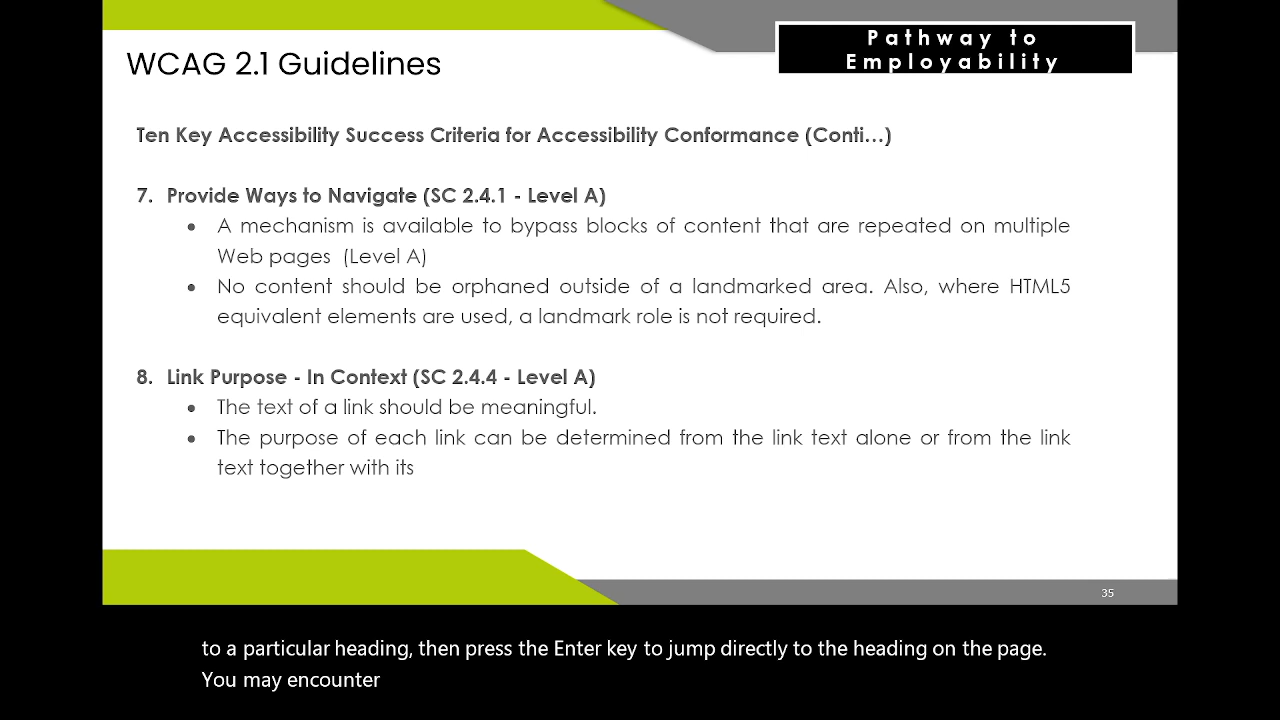 Pathway to
Employability
WCAG 2.1 Guidelines
Ten Key Accessibility Success Criteria for Accessibility Conformance (Conti...)
7. Provide Ways to Navigate (SC 2.4.1 - Level A)
• A mechanism is available to bypass blocks of content that are repeated on multiple
Web pages (Level A)
• No content should be orphaned outside of a landmarked area. Also, where HTML5
equivalent elements are used, a landmark role is not required.
8. Link Purpose - In Context (SC 2.4.4 - Level A)
• The text of a link should be meaningful.
• The purpose of each link can be determined from the link text alone or from the link
text together with its
35
to a particular heading, then press the Enter key to jump directly to the heading on the page.
You may encounter